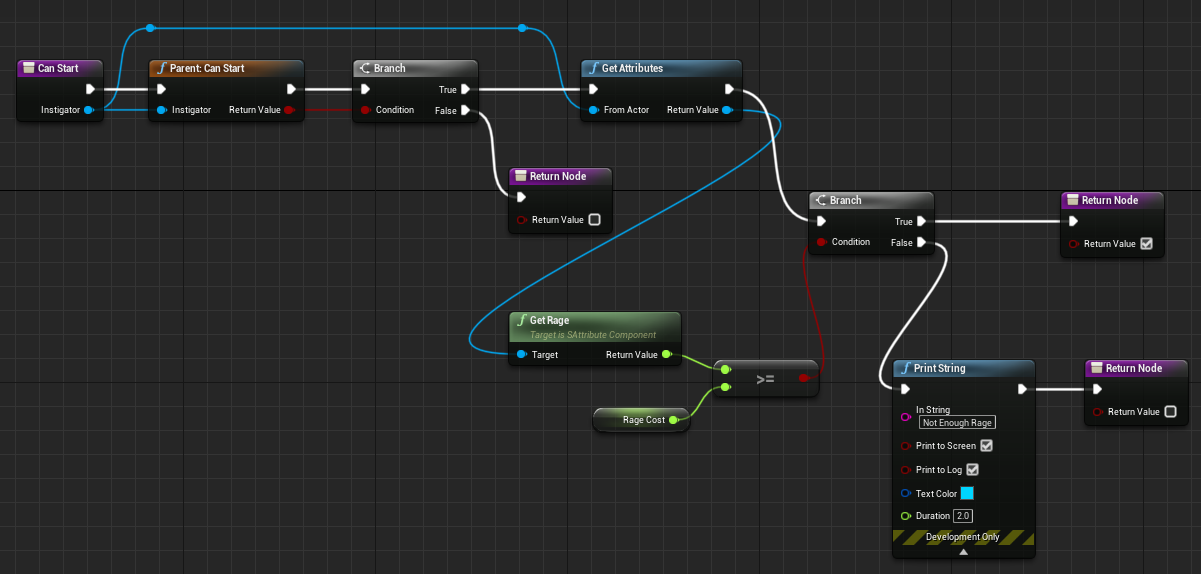 Can Start
Instigator
Parent: Can Start
Instigator
Return Value
Branch
Condition
True
False
Get Attributes
From Actor
Return Value
Return Node
Return Value
Branch
Condition
True
False
Return Node
Return Value
Get Rage
Target is SAttribute Component
Target
Return Value
>=
Rage Cost
Print String
In String
Not Enough Rage
Print to Screen
Print to Log
Text Color
Duration 2.0
Development Only
Return Node
Return Value